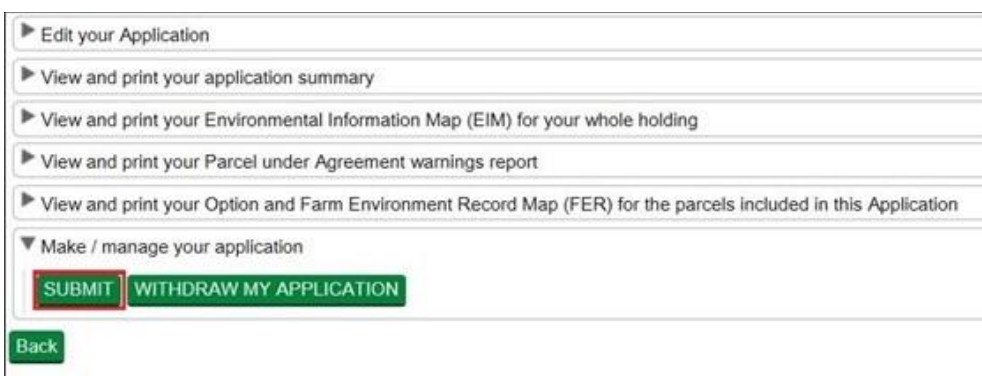 Edit your Application
View and print your application summary
View and print your Environmental Information Map (EIM) for your whole holding
View and print your Parcel under Agreement warnings report
View and print your Option and Farm Environment Record Map (FER) for the parcels included in this Application
Make / manage your application
SUBMIT WITHDRAW MY APPLICATION
Back